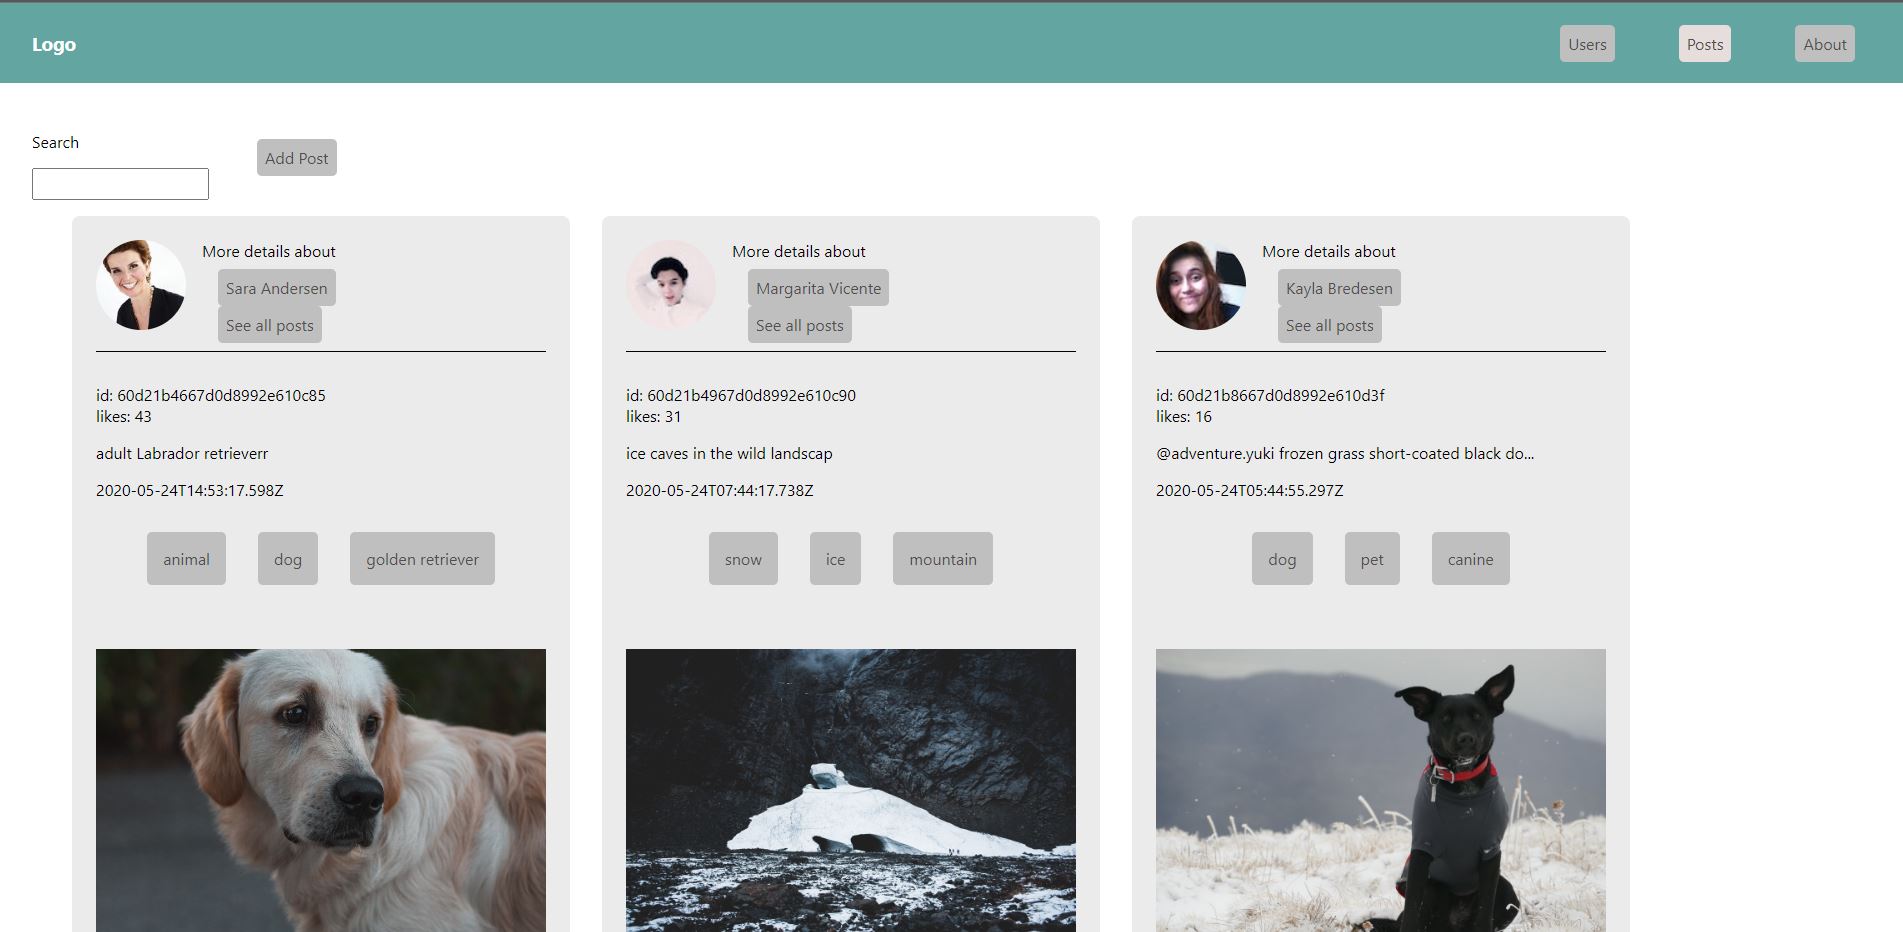 Logo
Users
Posts
About
Search
Add Post
More details about
Sara Andersen
See all posts
id: 60d21b4667d0d8992e610c85
likes: 43
adult Labrador retrieverr
2020-05-24T14:53:17.598Z
animal
dog
golden retriever
More details about
Margarita Vicente
See all posts
id: 60d21b4967d0d8992e610c90
likes: 31
ice caves in the wild landscap
2020-05-24T07:44:17.738Z
snow
ice
mountain
More details about
Kayla Bredesen
See all posts
id: 60d21b8667d0d8992e610d3f
likes: 16
@adventure.yuki frozen grass short-coated black do...
2020-05-24T05:44:55.297Z
dog
pet
canine